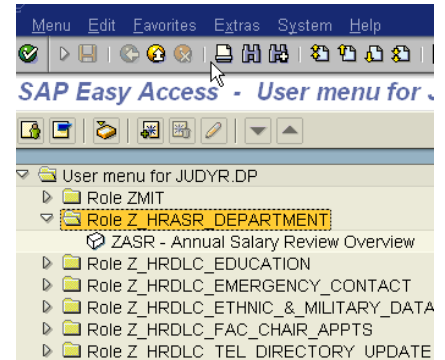 Menu Edit Favorites Extras System Help
SAP Easy Access - User menu for
User menu for JUDYR.DP
Role ZMIT
Role Z_HRASR_DEPARTMENT
ZASR - Annual Salary Review Overview
Role Z_HRDLC_EDUCATION
Role Z_HRDLC_EMERGENCY_CONTACT
Role Z_HRDLC_ETHNIC_&_MILITARY_DATA
Role Z_HRDLC_FAC_CHAIR_APPTS
Role Z_HRDLC_TEL_DIRECTORY_UPDATE